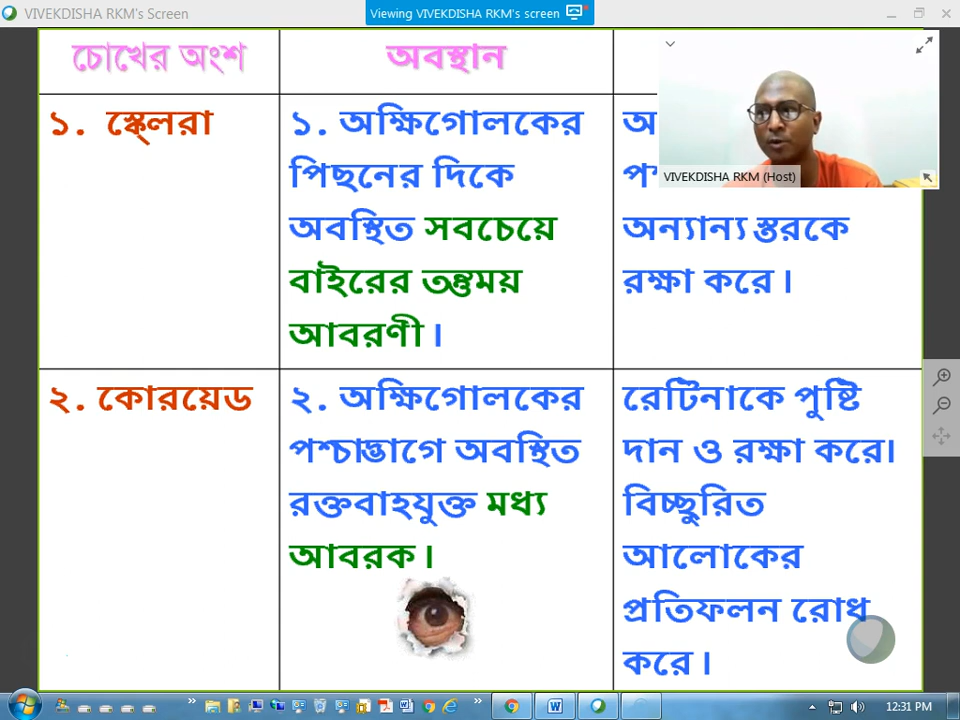 VIVEKDISHA RKM's Screen
Viewing VIVEKDISHA RKM's screen
চোখের অংশ
অবস্থান
১. স্ক্লেরা
১. অক্ষিগোলকের
পিছনের দিকে
অবস্থিত সবচেয়ে
বাইরের তন্তুময়
আবরণী।
অন্যান্য স্তরকে
রক্ষা করে।
VIVEKDISHA RKM (Host)
২. কোরয়েড
২. অক্ষিগোলকের
পশ্চাদ্ভাগে অবস্থিত
রক্তবাহযুক্ত মধ্য
আবরক।
রেটিনাকে পুষ্টি
দান ও রক্ষা করে।
বিচ্ছুরিত
আলোকের
প্রতিফলন রোধ
করে।
12:31 PM